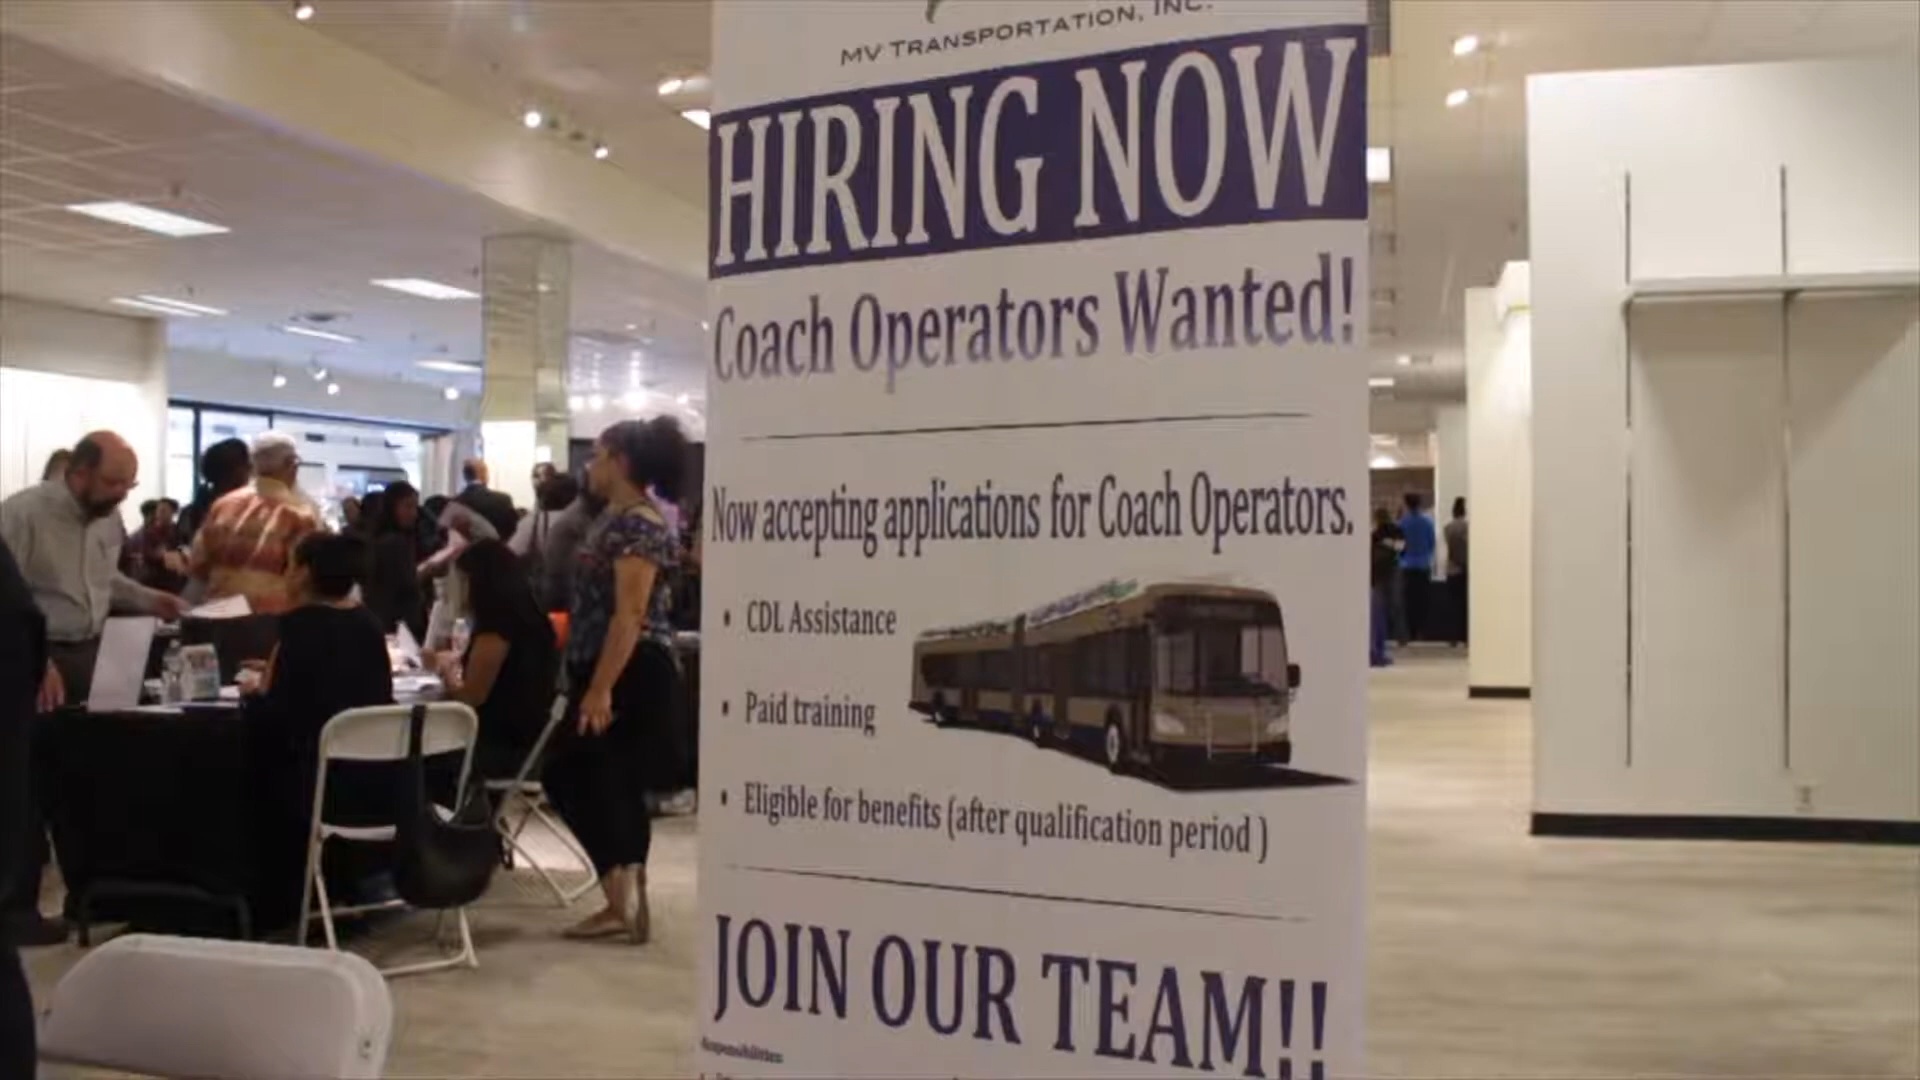 MV TRANSPORTATION, INC.
HIRING NOW
Coach Operators Wanted!
Now accepting applications for Coach Operators.
• CDL Assistance
• Paid training
• Eligible for benefits (after qualification period )
JOIN OUR TEAM!!
Responsibilities